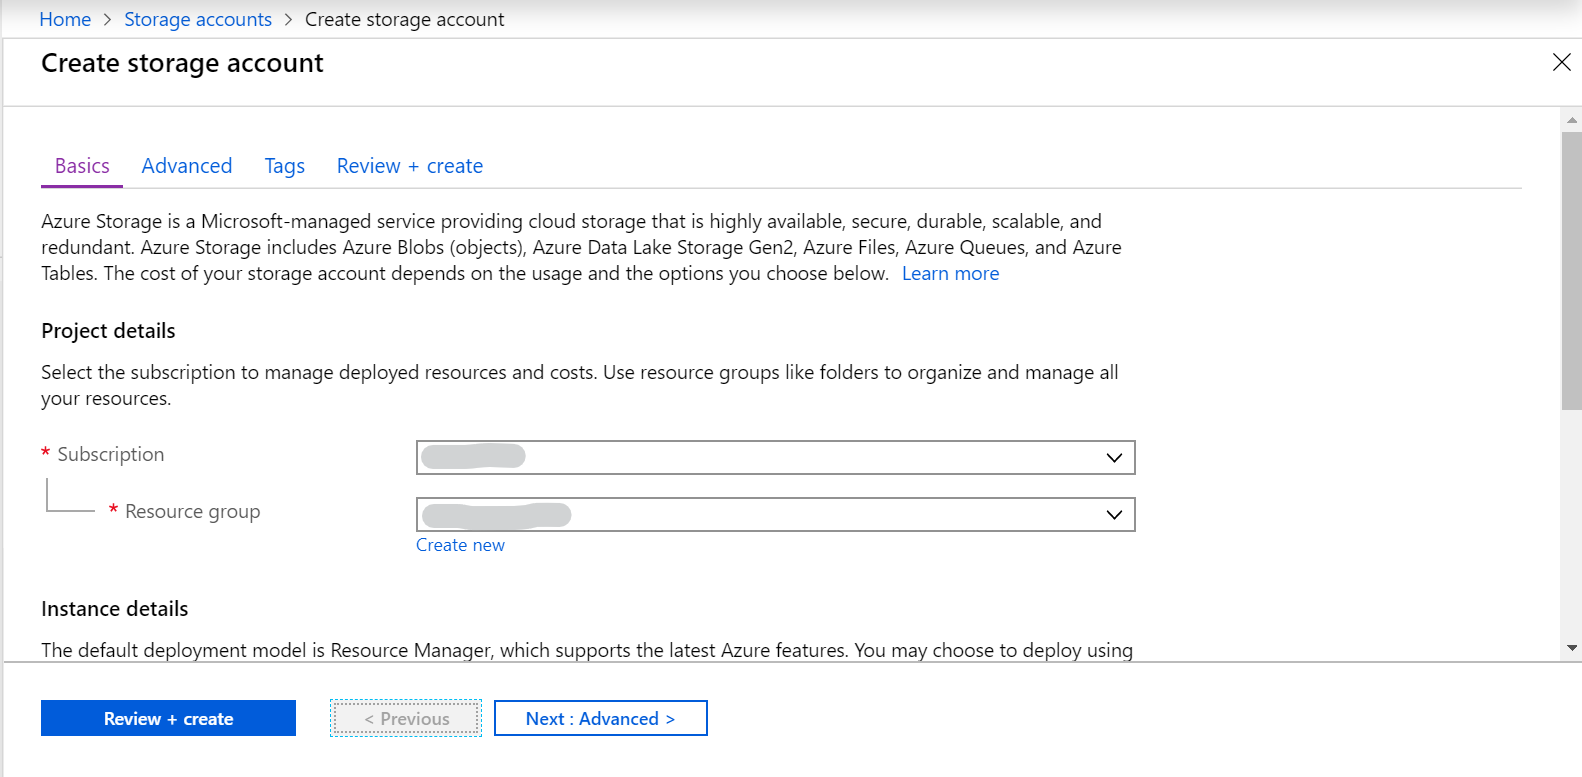 Home > Storage accounts > Create storage account
Create storage account
Basics Advanced Tags Review + create
Azure Storage is a Microsoft-managed service providing cloud storage that is highly available, secure, durable, scalable, and
redundant. Azure Storage includes Azure Blobs (objects), Azure Data Lake Storage Gen2, Azure Files, Azure Queues, and Azure
Tables. The cost of your storage account depends on the usage and the options you choose below. Learn more
Project details
Select the subscription to manage deployed resources and costs. Use resource groups like folders to organize and manage all
your resources.
* Subscription
* Resource group
Create new
Instance details
The default deployment model is Resource Manager, which supports the latest Azure features. You may choose to deploy using
Review + create < Previous Next : Advanced >